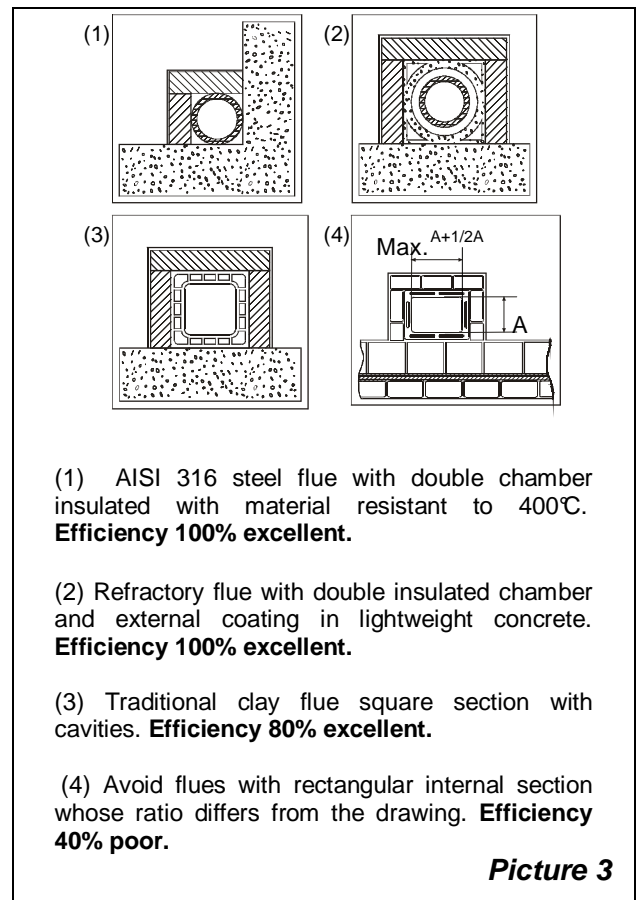 (1)
(2)
(3)
(4)
Max. A+1/2A
A
(1) AISI 316 steel flue with double chamber
insulated with material resistant to 400℃.
Efficiency 100% excellent.
(2) Refractory flue with double insulated chamber
and external coating in lightweight concrete.
Efficiency 100% excellent.
(3) Traditional clay flue square section with
cavities. Efficiency 80% excellent.
(4) Avoid flues with rectangular internal section
whose ratio differs from the drawing. Efficiency
40% poor.
Picture 3